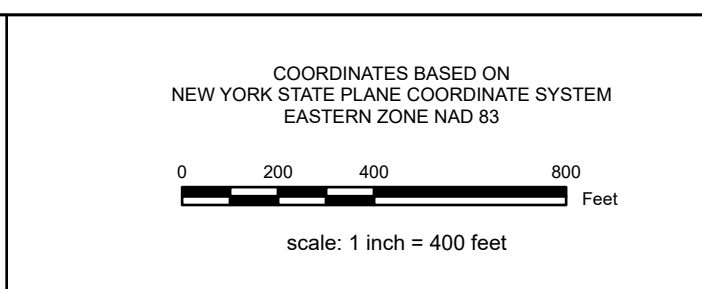 COORDINATES BASED ON
NEW YORK STATE PLANE COORDINATE SYSTEM
EASTERN ZONE NAD 83
0 200 400 800
Feet
scale: 1 inch = 400 feet